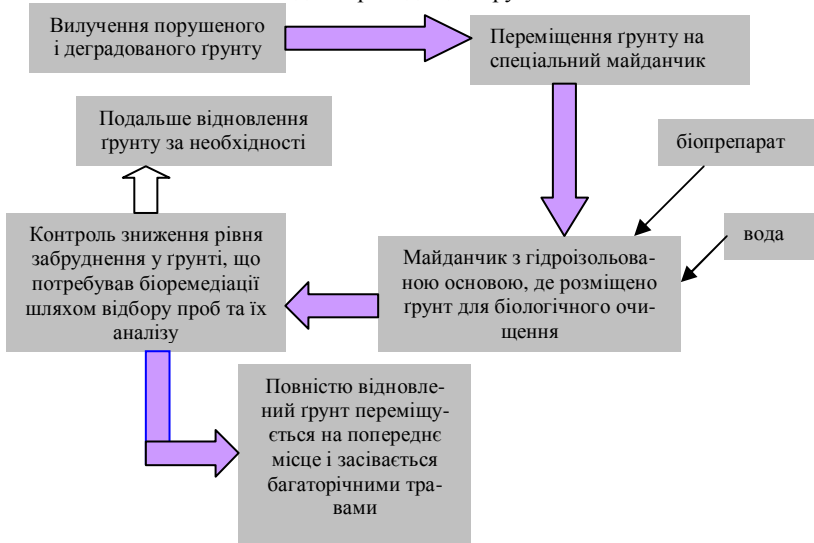 Вилучення порушеного
і деградованого ґрунту
Переміщення ґрунту на
спеціальний майданчик
Подальше відновлення
ґрунту за необхідності
біопрепарат
вода
Контроль зниження рівня
забруднення у ґрунті, що
потребував біоремедіації
шляхом відбору проб та їх
аналізу
Майданчик з гідроізольова-
ною основою, де розміщено
ґрунт для біологічного очи-
щення
Повністю відновле-
ний ґрунт переміщу-
ється на попереднє
місце і засівається
багаторічними тра-
вами